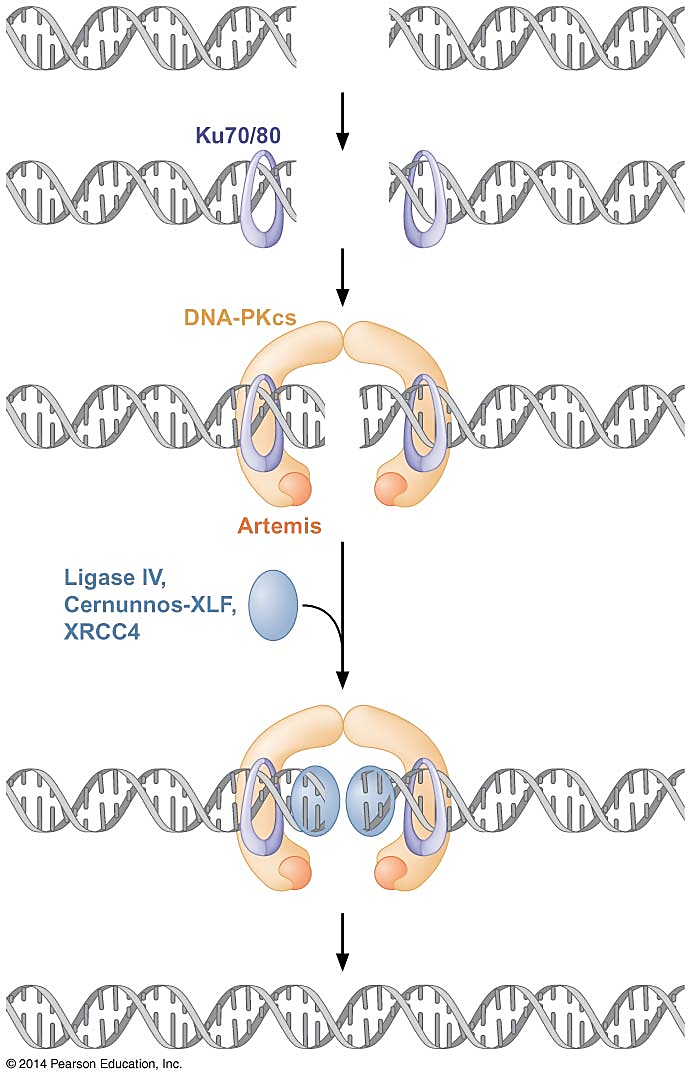 Ku70/80
DNA-PKcs
Artemis
Ligase IV,
Cernunnos-XLF,
XRCC4
© 2014 Pearson Education, Inc.